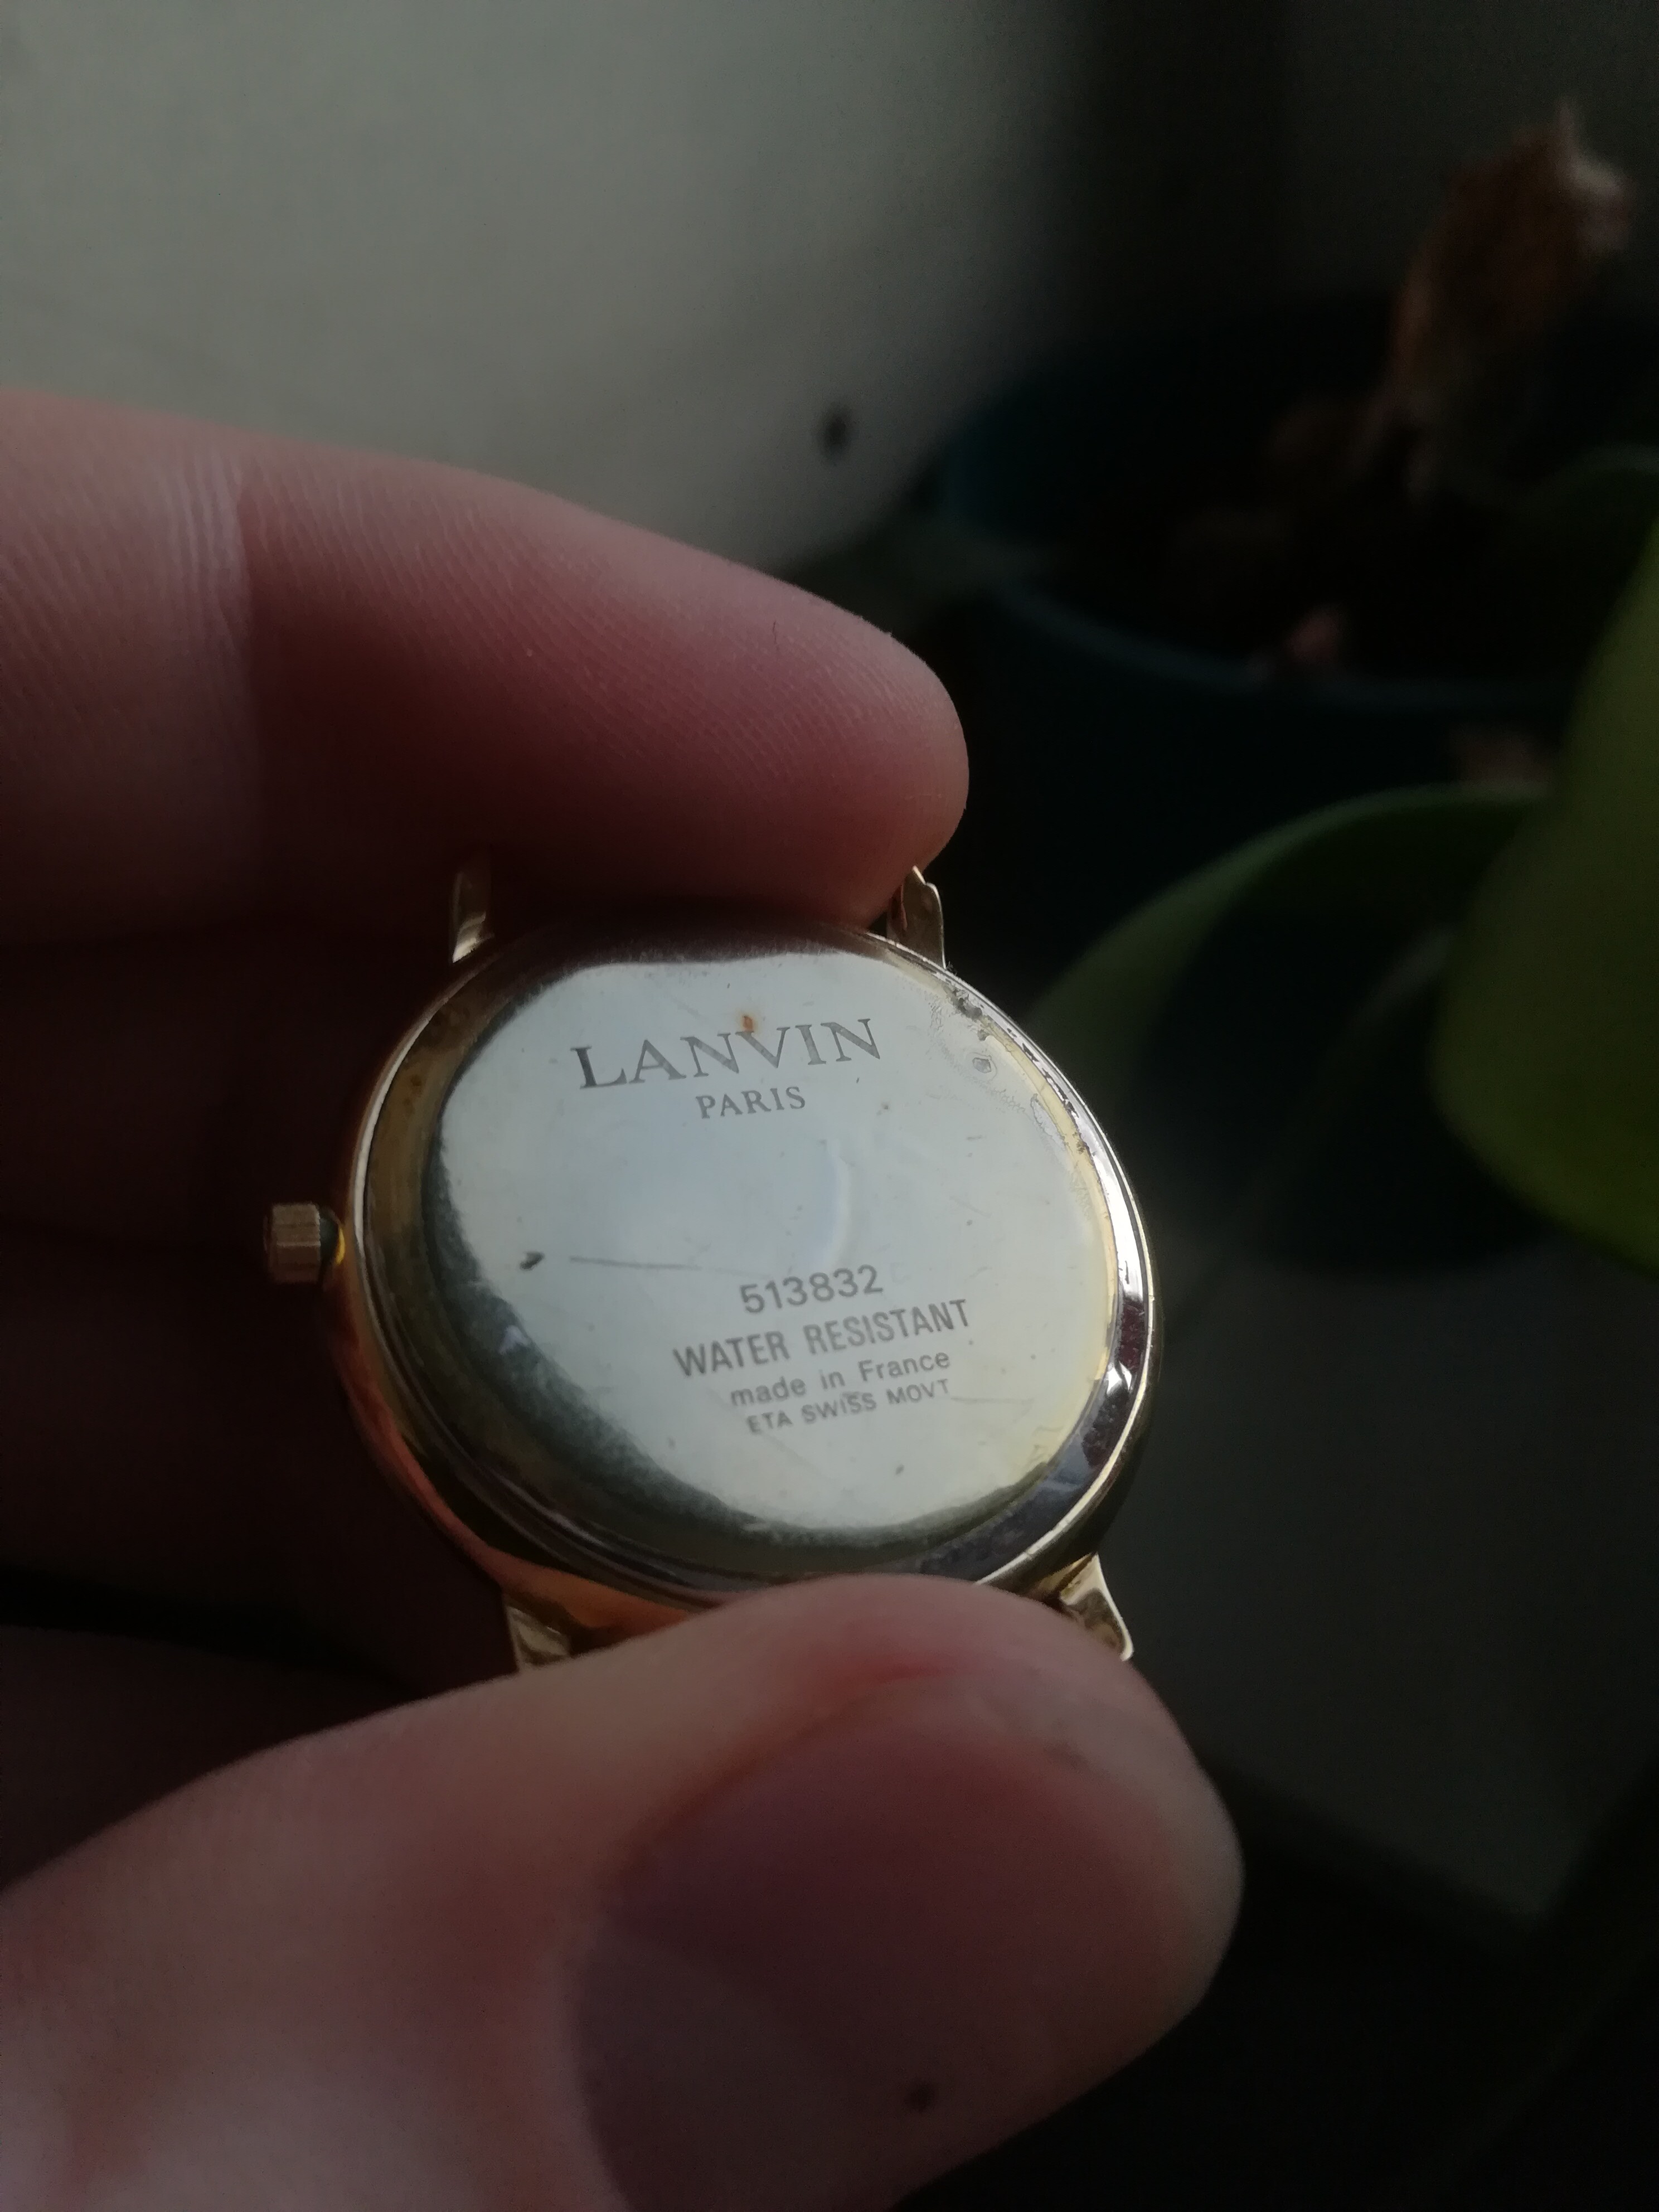 LANVIN
PARIS
513832
WATER RESISTANT
made in France
ETA SWISS MOVT